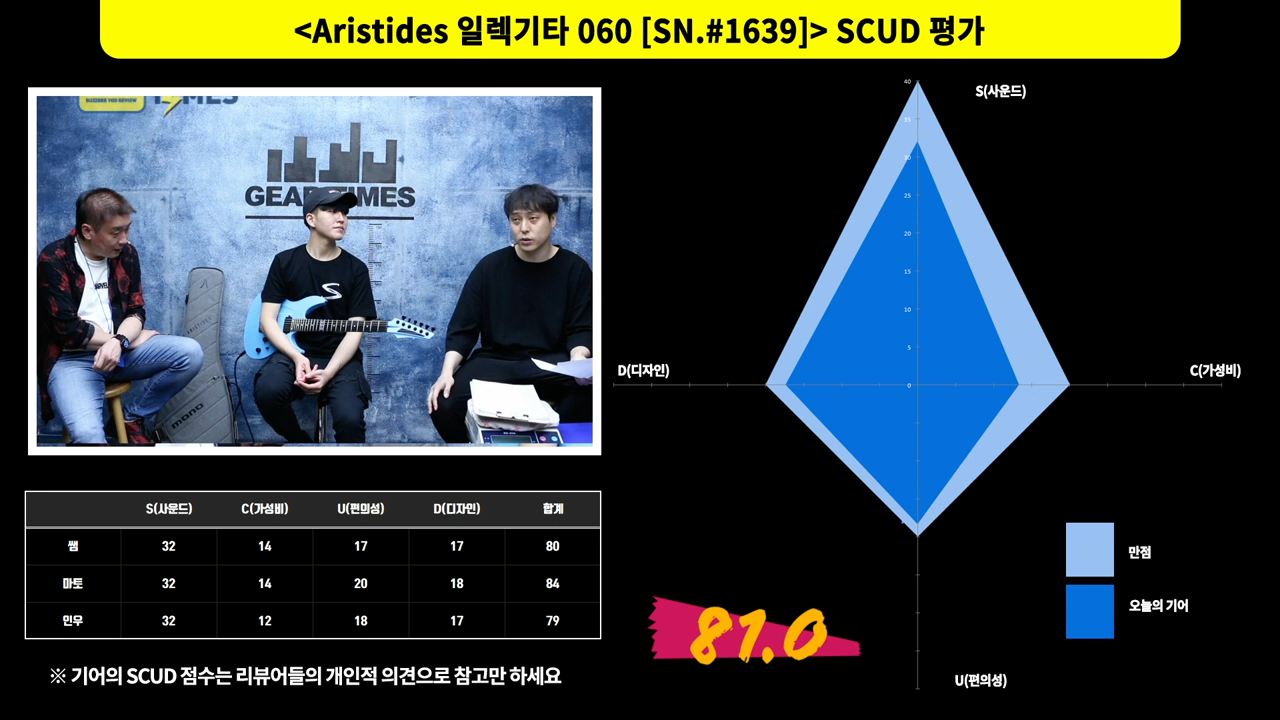 <Aristides 일렉기타 060 [SN.#1639]> SCUD 평가
GEAR TIMES
mono
S(사운드)
40
35
30
25
20
15
10
5
0
D(디자인)
C(가성비)
U(편의성)
만점
오늘의 기어
S(사운드) C(가성비) U(편의성) D(디자인) 합계
쌤 32 14 17 17 80
마토 32 14 20 18 84
민우 32 12 18 17 79
81.0
※ 기어의 SCUD 점수는 리뷰어들의 개인적 의견으로 참고만 하세요